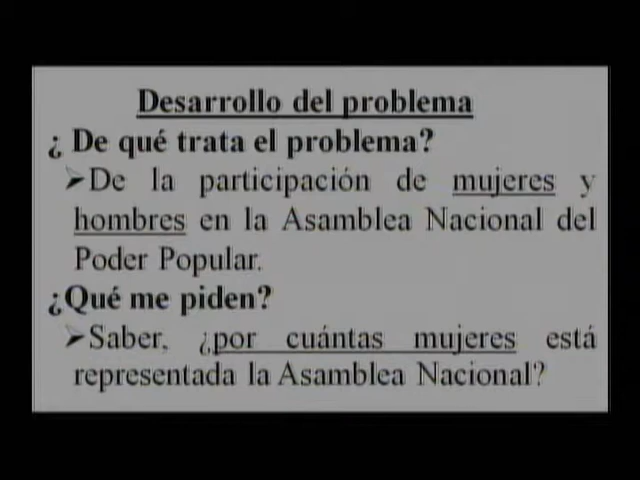 Desarrollo del problema
¿ De qué trata el problema?
➢De la participación de mujeres y
hombres en la Asamblea Nacional del
Poder Popular.
¿Qué me piden?
➢Saber, ¿por cuántas mujeres está
representada la Asamblea Nacional?